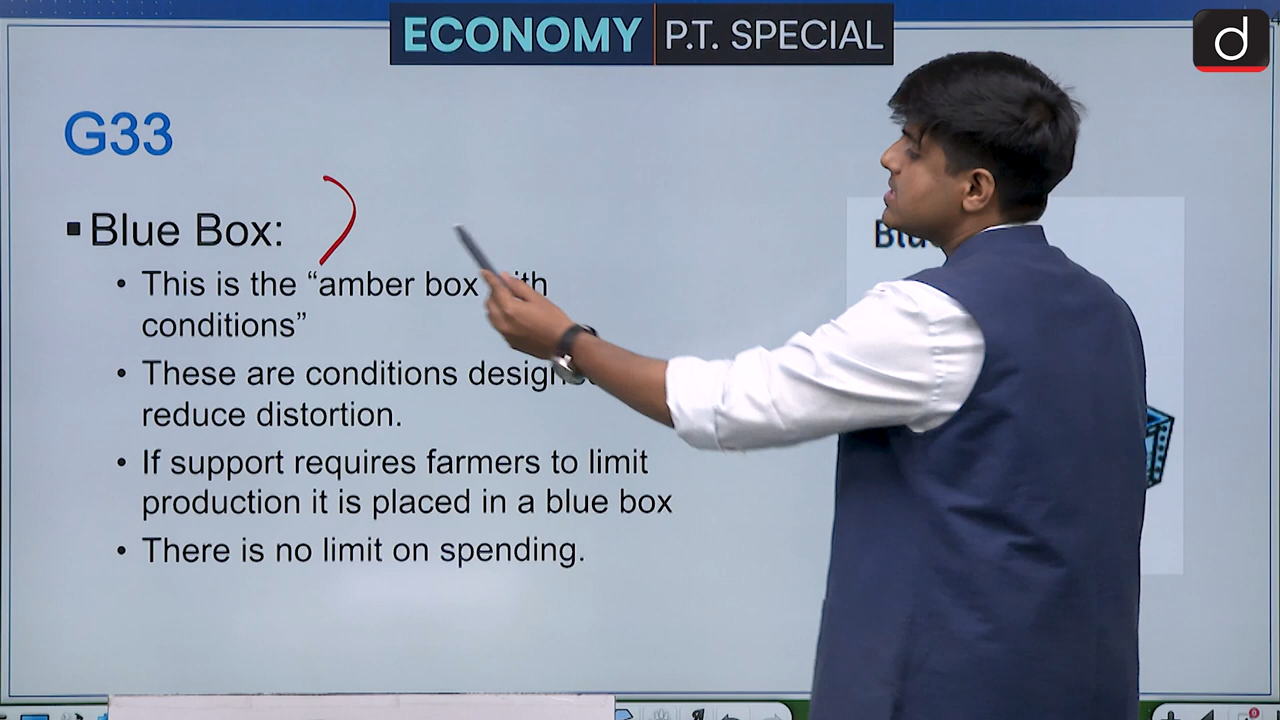 ECONOMY P.T. SPECIAL
d
G33
Blue Box:
This is the “amber box
conditions”
These are conditions
reduce distortion.
If support requires farmers to limit
production it is placed in a blue box
There is no limit on spending.